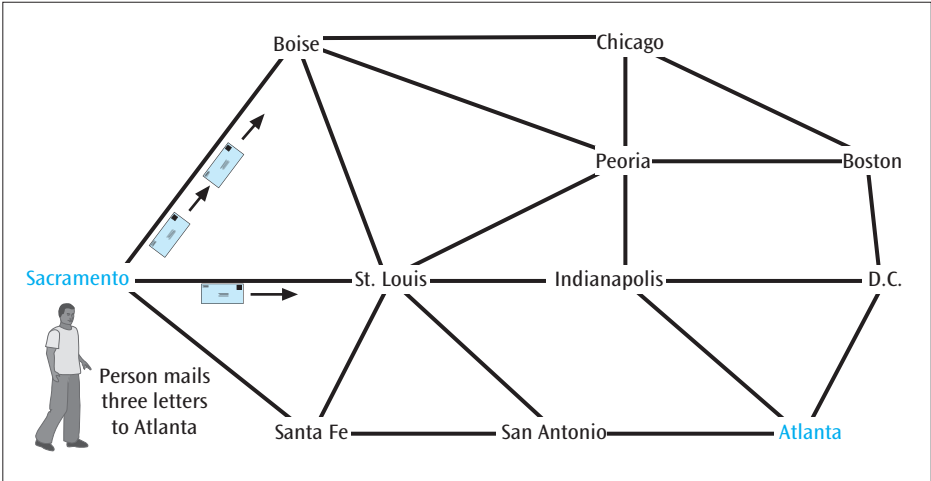 Boise
Chicago
Peoria
Boston
Sacramento
St. Louis
Indianapolis
D.C.
Person mails
three letters
to Atlanta
Santa Fe
San Antonio
Atlanta